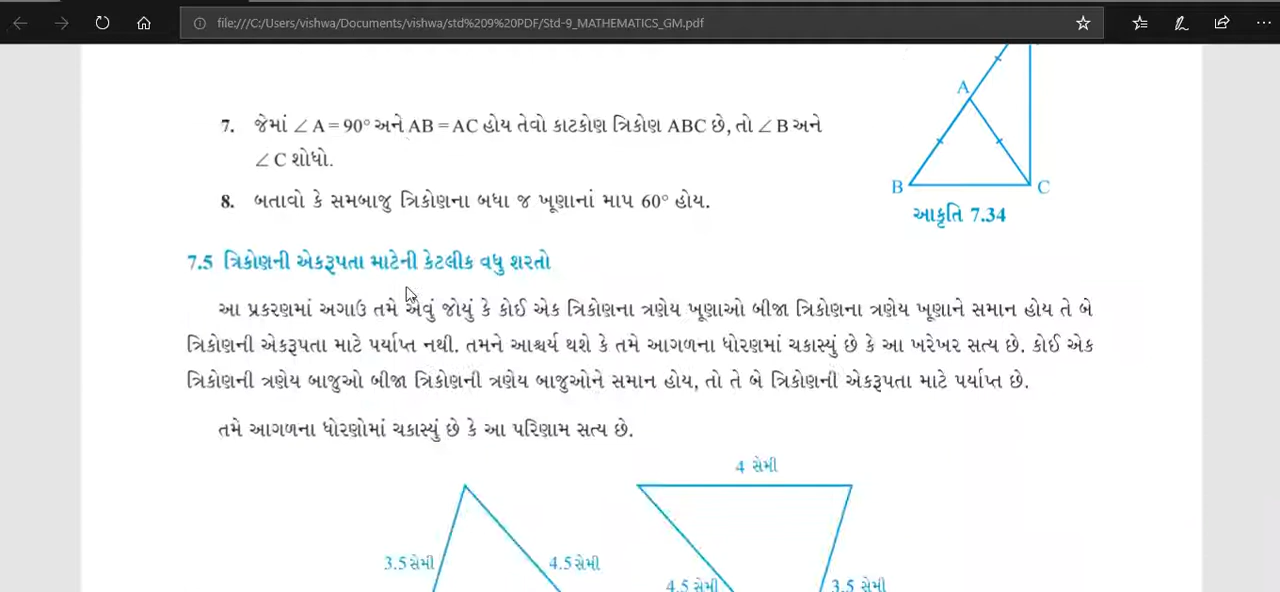 file:///C:/Users/vishwa/Documents/vishwa/std%209%20PDF/Std-9_MATHEMATICS_GM.pdf
A
7. જેમાં ∠A = 90° અને AB = AC હોય તેવો કાટકોણ ત્રિકોણ ABC છે, તો ∠B અને
∠C શોધો.
B
C
8. બતાવો કે સમબાજુ ત્રિકોણના બધા જ ખૂણાનાં માપ 60° હોય.
આકૃતિ 7.34
7.5 ત્રિકોણની એકરૂપતા માટેની કેટલીક વધુ શરતો
આ પ્રકરણમાં અગાઉ તમે એવું જોયું કે કોઈ એક ત્રિકોણના ત્રણેય ખૂણાઓ બીજા ત્રિકોણના ત્રણેય ખૂણાને સમાન હોય તે બે
ત્રિકોણની એકરૂપતા માટે પર્યાપ્ત નથી. તમને આશ્ચર્ય થશે કે તમે આગળના ધોરણમાં ચકાસ્યું છે કે આ ખરેખર સત્ય છે. કોઈ એક
ત્રિકોણની ત્રણેય બાજુઓ બીજા ત્રિકોણની ત્રણેય બાજુઓને સમાન હોય, તો તે બે ત્રિકોણની એકરૂપતા માટે પર્યાપ્ત છે.
તમે આગળના ધોરણોમાં ચકાસ્યું છે કે આ પરિણામ સત્ય છે.
4 સેમી
3.5 સેમી
4.5 સેમી
4.5 સેમી
3.5 સેમી